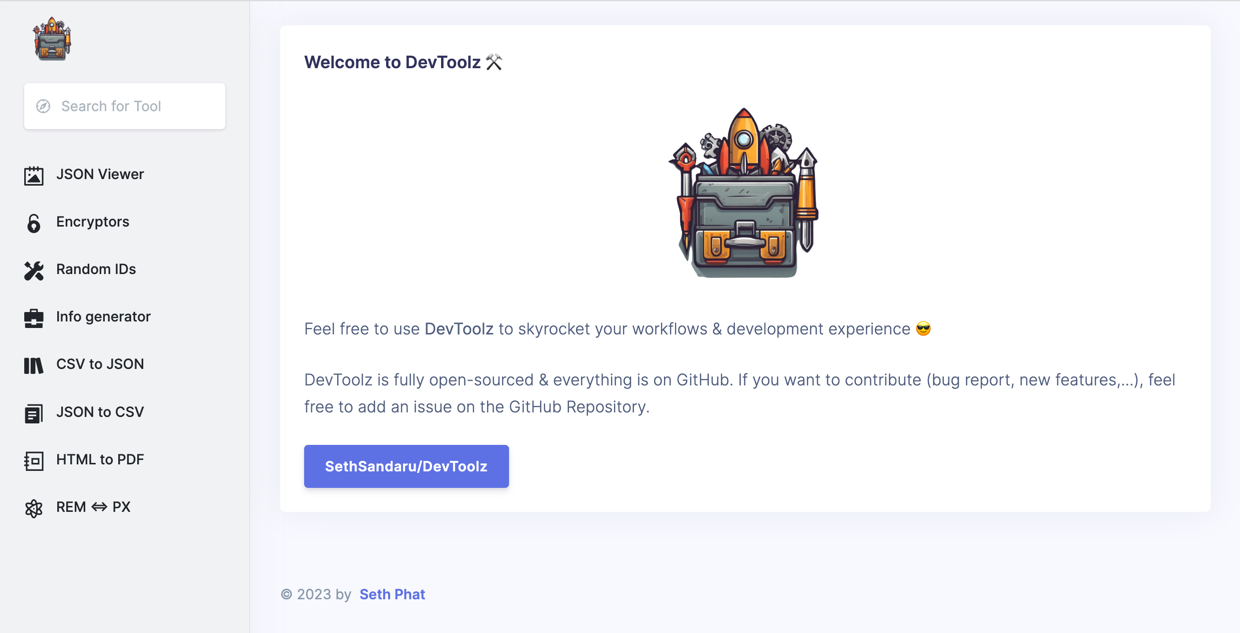 Search for Tool
JSON Viewer
Encryptors
Random IDs
Info generator
CSV to JSON
JSON to CSV
HTML to PDF
REM ⇔ PX
Welcome to DevToolz ⚒️
Feel free to use DevToolz to skyrocket your workflows & development experience 😎
DevToolz is fully open-sourced & everything is on GitHub. If you want to contribute (bug report, new features,...), feel
free to add an issue on the GitHub Repository.
SethSandaru/DevToolz
© 2023 by Seth Phat